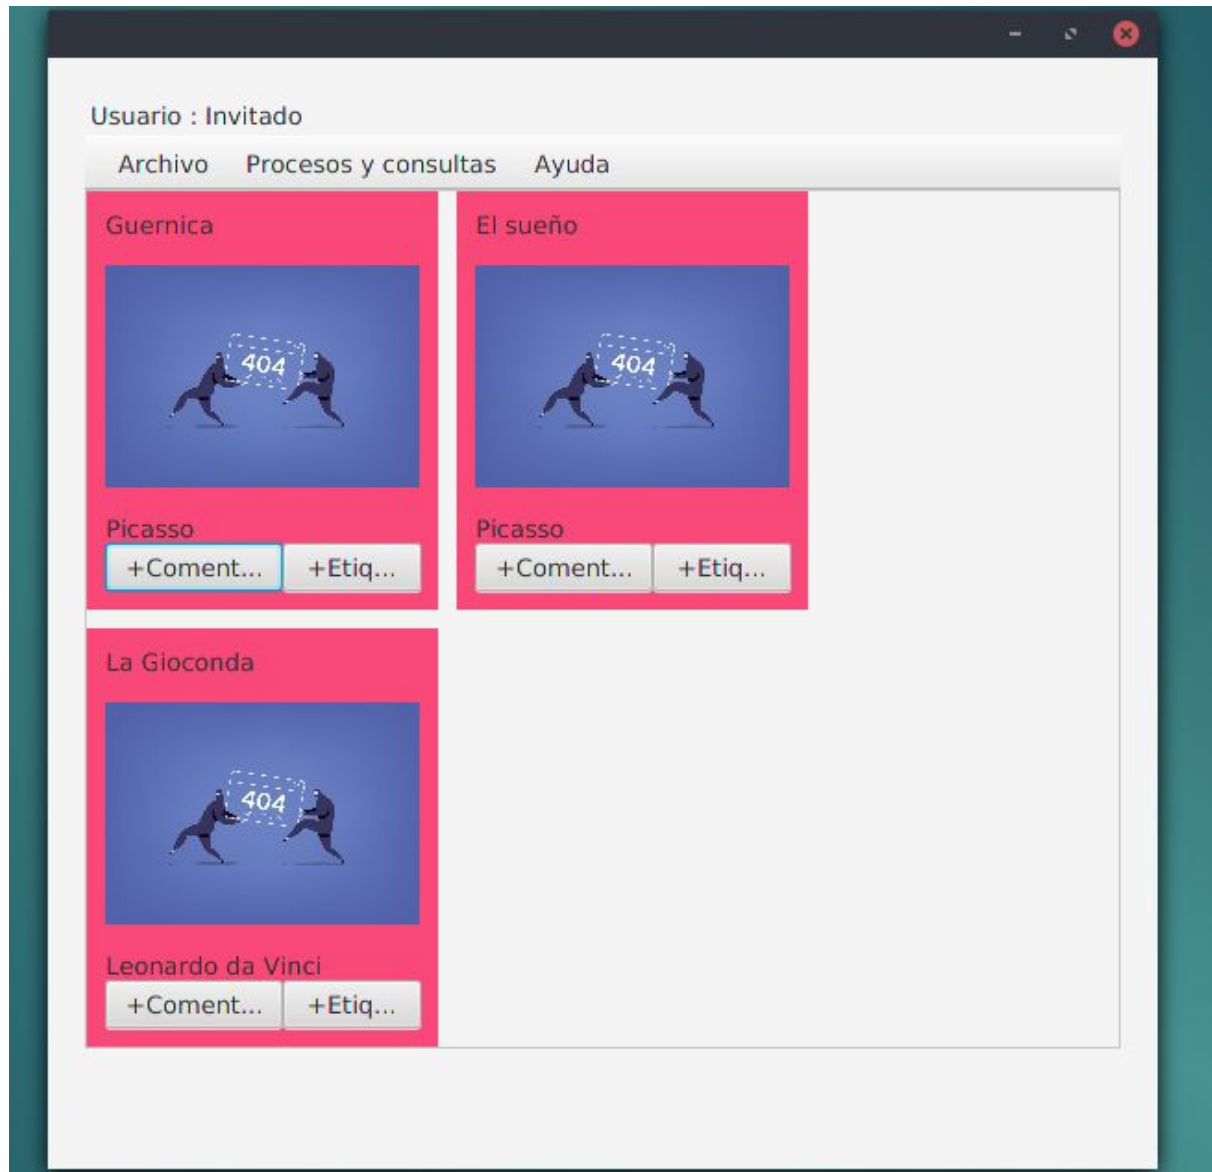 Usuario : Invitado
Archivo Procesos y consultas Ayuda
Guernica
404
Picasso
+Coment... +Etiq...
El sueño
404
Picasso
+Coment... +Etiq...
La Gioconda
404
Leonardo da Vinci
+Coment... +Etiq...